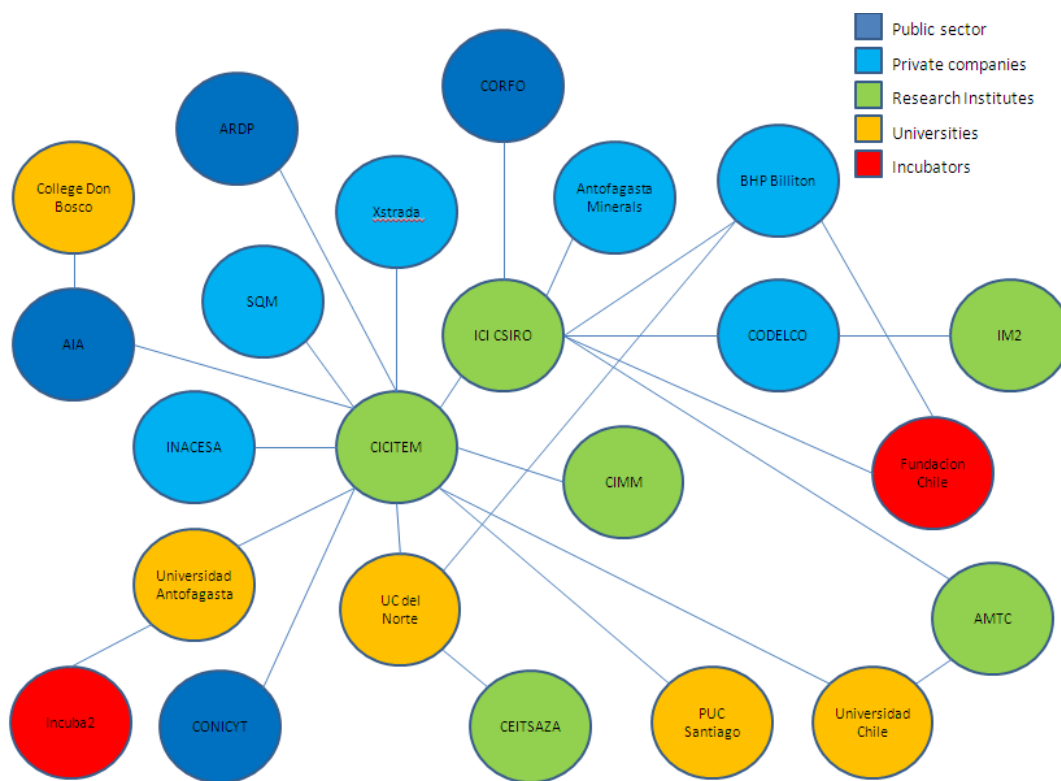 Public sector
Private companies
Research Institutes
Universities
Incubators
CORFO
ARDP
College Don
Bosco
Xstrada
Antofagasta
Minerals
BHP Billiton
SQM
AIA
ICI CSIRO
CODELCO
IM2
INACESA
CICITEM
CIMM
Fundacion
Chile
Universidad
Antofagasta
UC del
Norte
AMTC
Incuba2
CONICYT
CEITSAZA
PUC
Santiago
Universidad
Chile